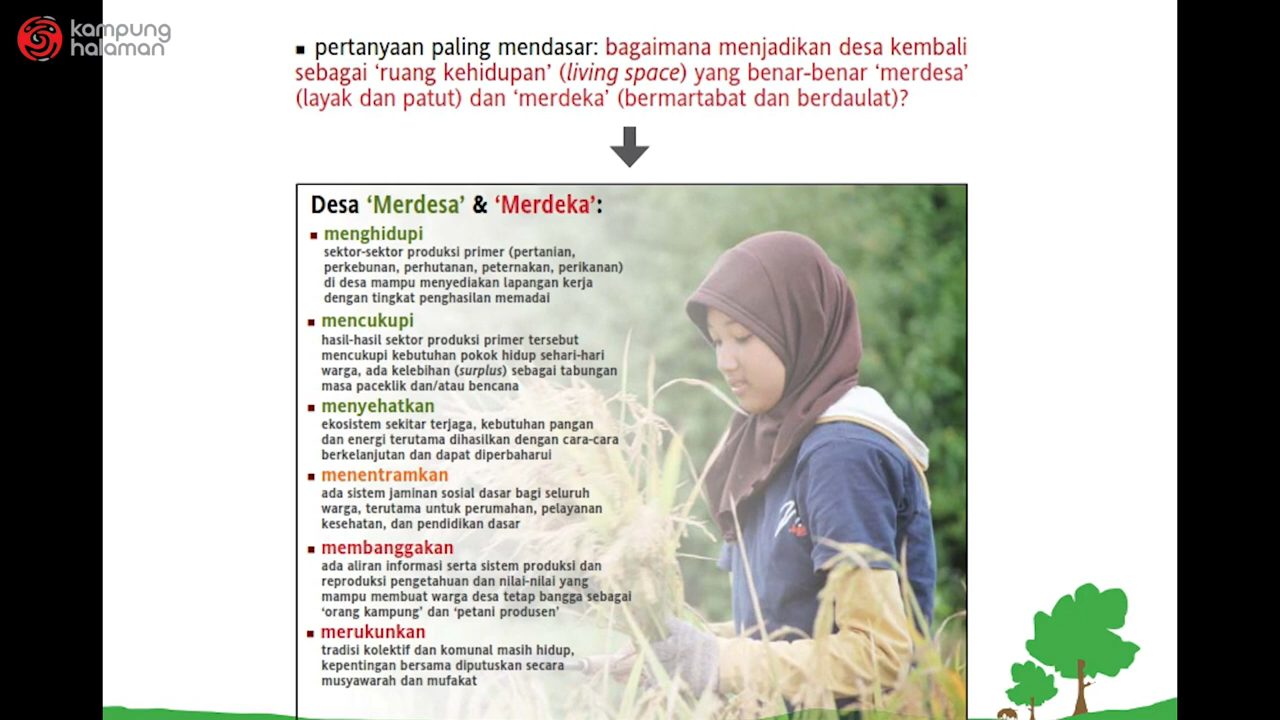 kampung
halaman
▪ pertanyaan paling mendasar: bagaimana menjadikan desa kembali
sebagai ‘ruang kehidupan’ (living space) yang benar-benar ‘merdesa’
(layak dan patut) dan ‘merdeka’ (bermartabat dan berdaulat)?
Desa ‘Merdesa’ & ‘Merdeka’:
▪ menghidupi
sektor-sektor produksi primer (pertanian,
perkebunan, perhutanan, peternakan, perikanan)
di desa mampu menyediakan lapangan kerja
dengan tingkat penghasilan memadai
▪ mencukupi
hasil-hasil sektor produksi primer tersebut
mencukupi kebutuhan pokok hidup sehari-hari
warga, ada kelebihan (surplus) sebagai tabungan
masa paceklik dan/atau bencana
▪ menyehatkan
ekosistem sekitar terjaga, kebutuhan pangan
dan energi terutama dihasilkan dengan cara-cara
berkelanjutan dan dapat diperbaharui
▪ menentramkan
ada sistem jaminan sosial dasar bagi seluruh
warga, terutama untuk perumahan, pelayanan
kesehatan, dan pendidikan dasar
▪ membanggakan
ada aliran informasi serta sistem produksi dan
reproduksi pengetahuan dan nilai-nilai yang
mampu membuat warga desa tetap bangga sebagai
‘orang kampung’ dan ‘petani produsen’
▪ merukunkan
tradisi kolektif dan komunal masih hidup,
kepentingan bersama diputuskan secara
musyawarah dan mufakat